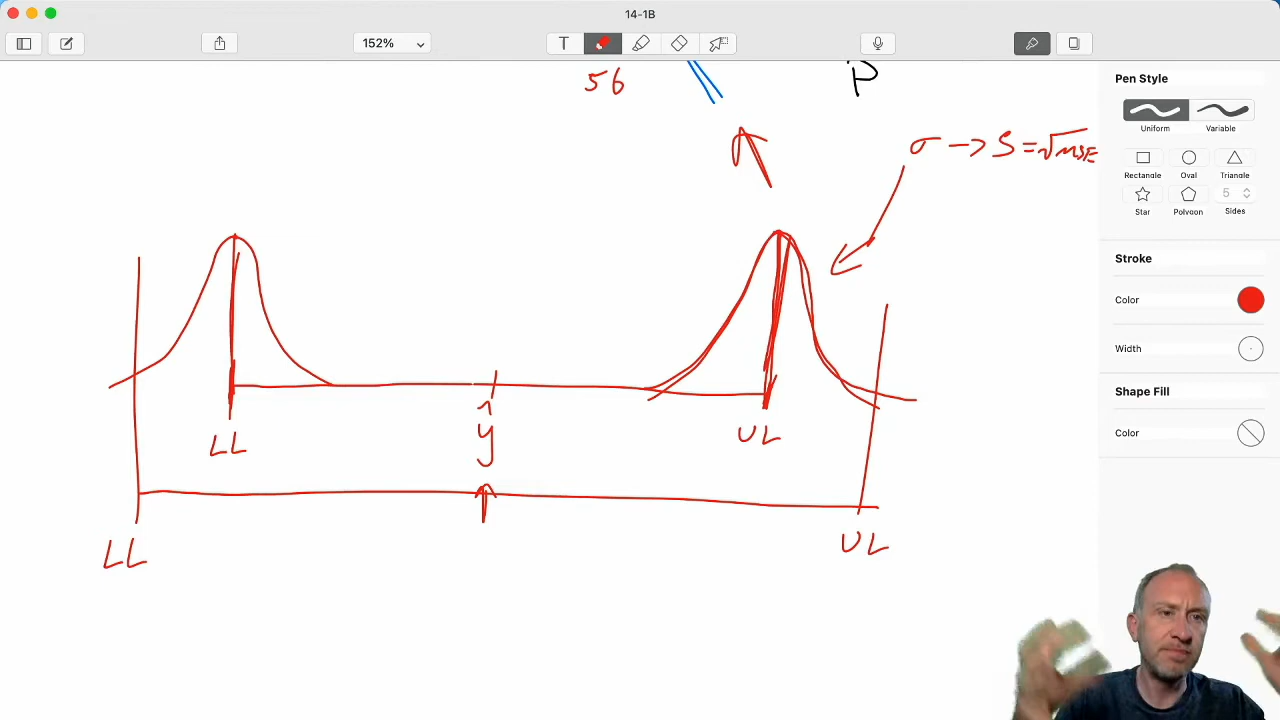 14-1B
152%
T
Pen Style
Uniform
Variable
Rectangle
Oval
Triangle
Star
Polygon
5
Sides
Stroke
Color
Width
Shape Fill
Color
56
P
σ → S = √MSE
LL
ŷ
UL
LL
UL